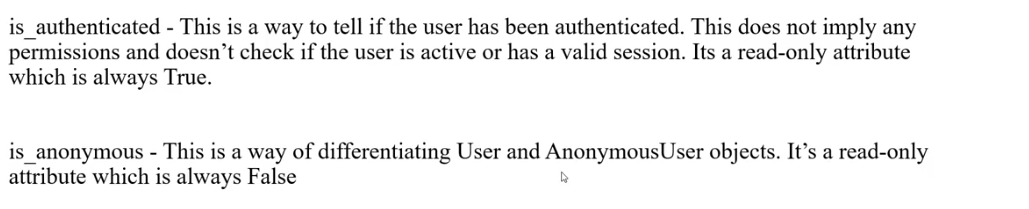 is_authenticated - This is a way to tell if the user has been authenticated. This does not imply any
permissions and doesn’t check if the user is active or has a valid session. Its a read-only attribute
which is always True.
is_anonymous - This is a way of differentiating User and AnonymousUser objects. It’s a read-only
attribute which is always False